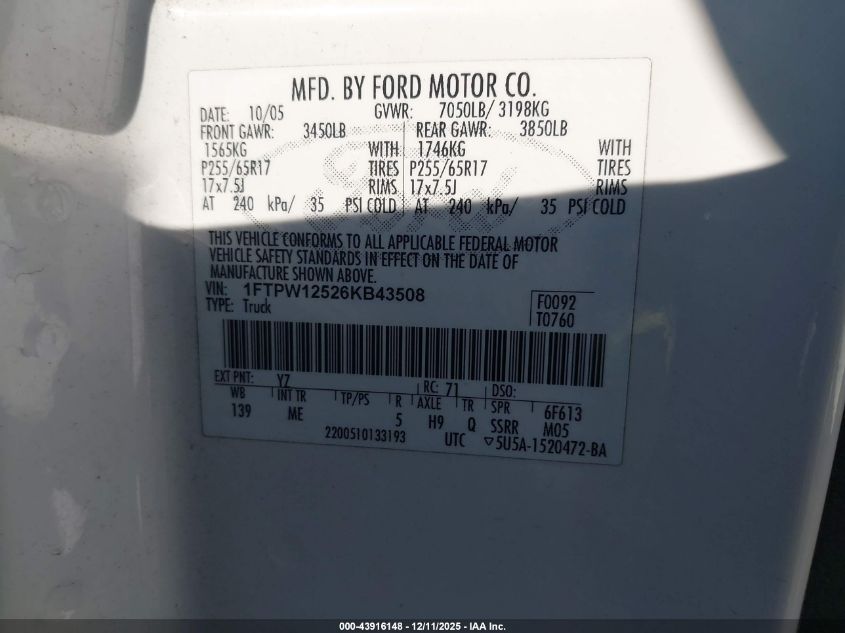 MFD. BY FORD MOTOR CO.
DATE: 10/05 GVWR: 7050LB/ 3198KG
FRONT GAWR: 3450LB REAR GAWR: 3850LB
1565KG WITH 1746KG WITH
P255/65R17 TIRES P255/65R17 TIRES
17x7.5J RIMS 17x7.5J RIMS
AT 240 kPa/ 35 PSI COLD AT 240 kPa/ 35 PSI COLD
THIS VEHICLE CONFORMS TO ALL APPLICABLE FEDERAL MOTOR
VEHICLE SAFETY STANDARDS IN EFFECT ON THE DATE OF
MANUFACTURE SHOWN ABOVE.
VIN: 1FTPW12526KB43508
TYPE: Truck
F0092
T0760
EXT PNT: YZ RC: 71 DSO:
WB INT TR TP/PS R AXLE TR SPR 6F613
139 ME 5 H9 Q SSRR M05
2200510133193 UTC ▽5U5A-1520472-BA
000-43916148 - 12/11/2025 - IAA Inc.